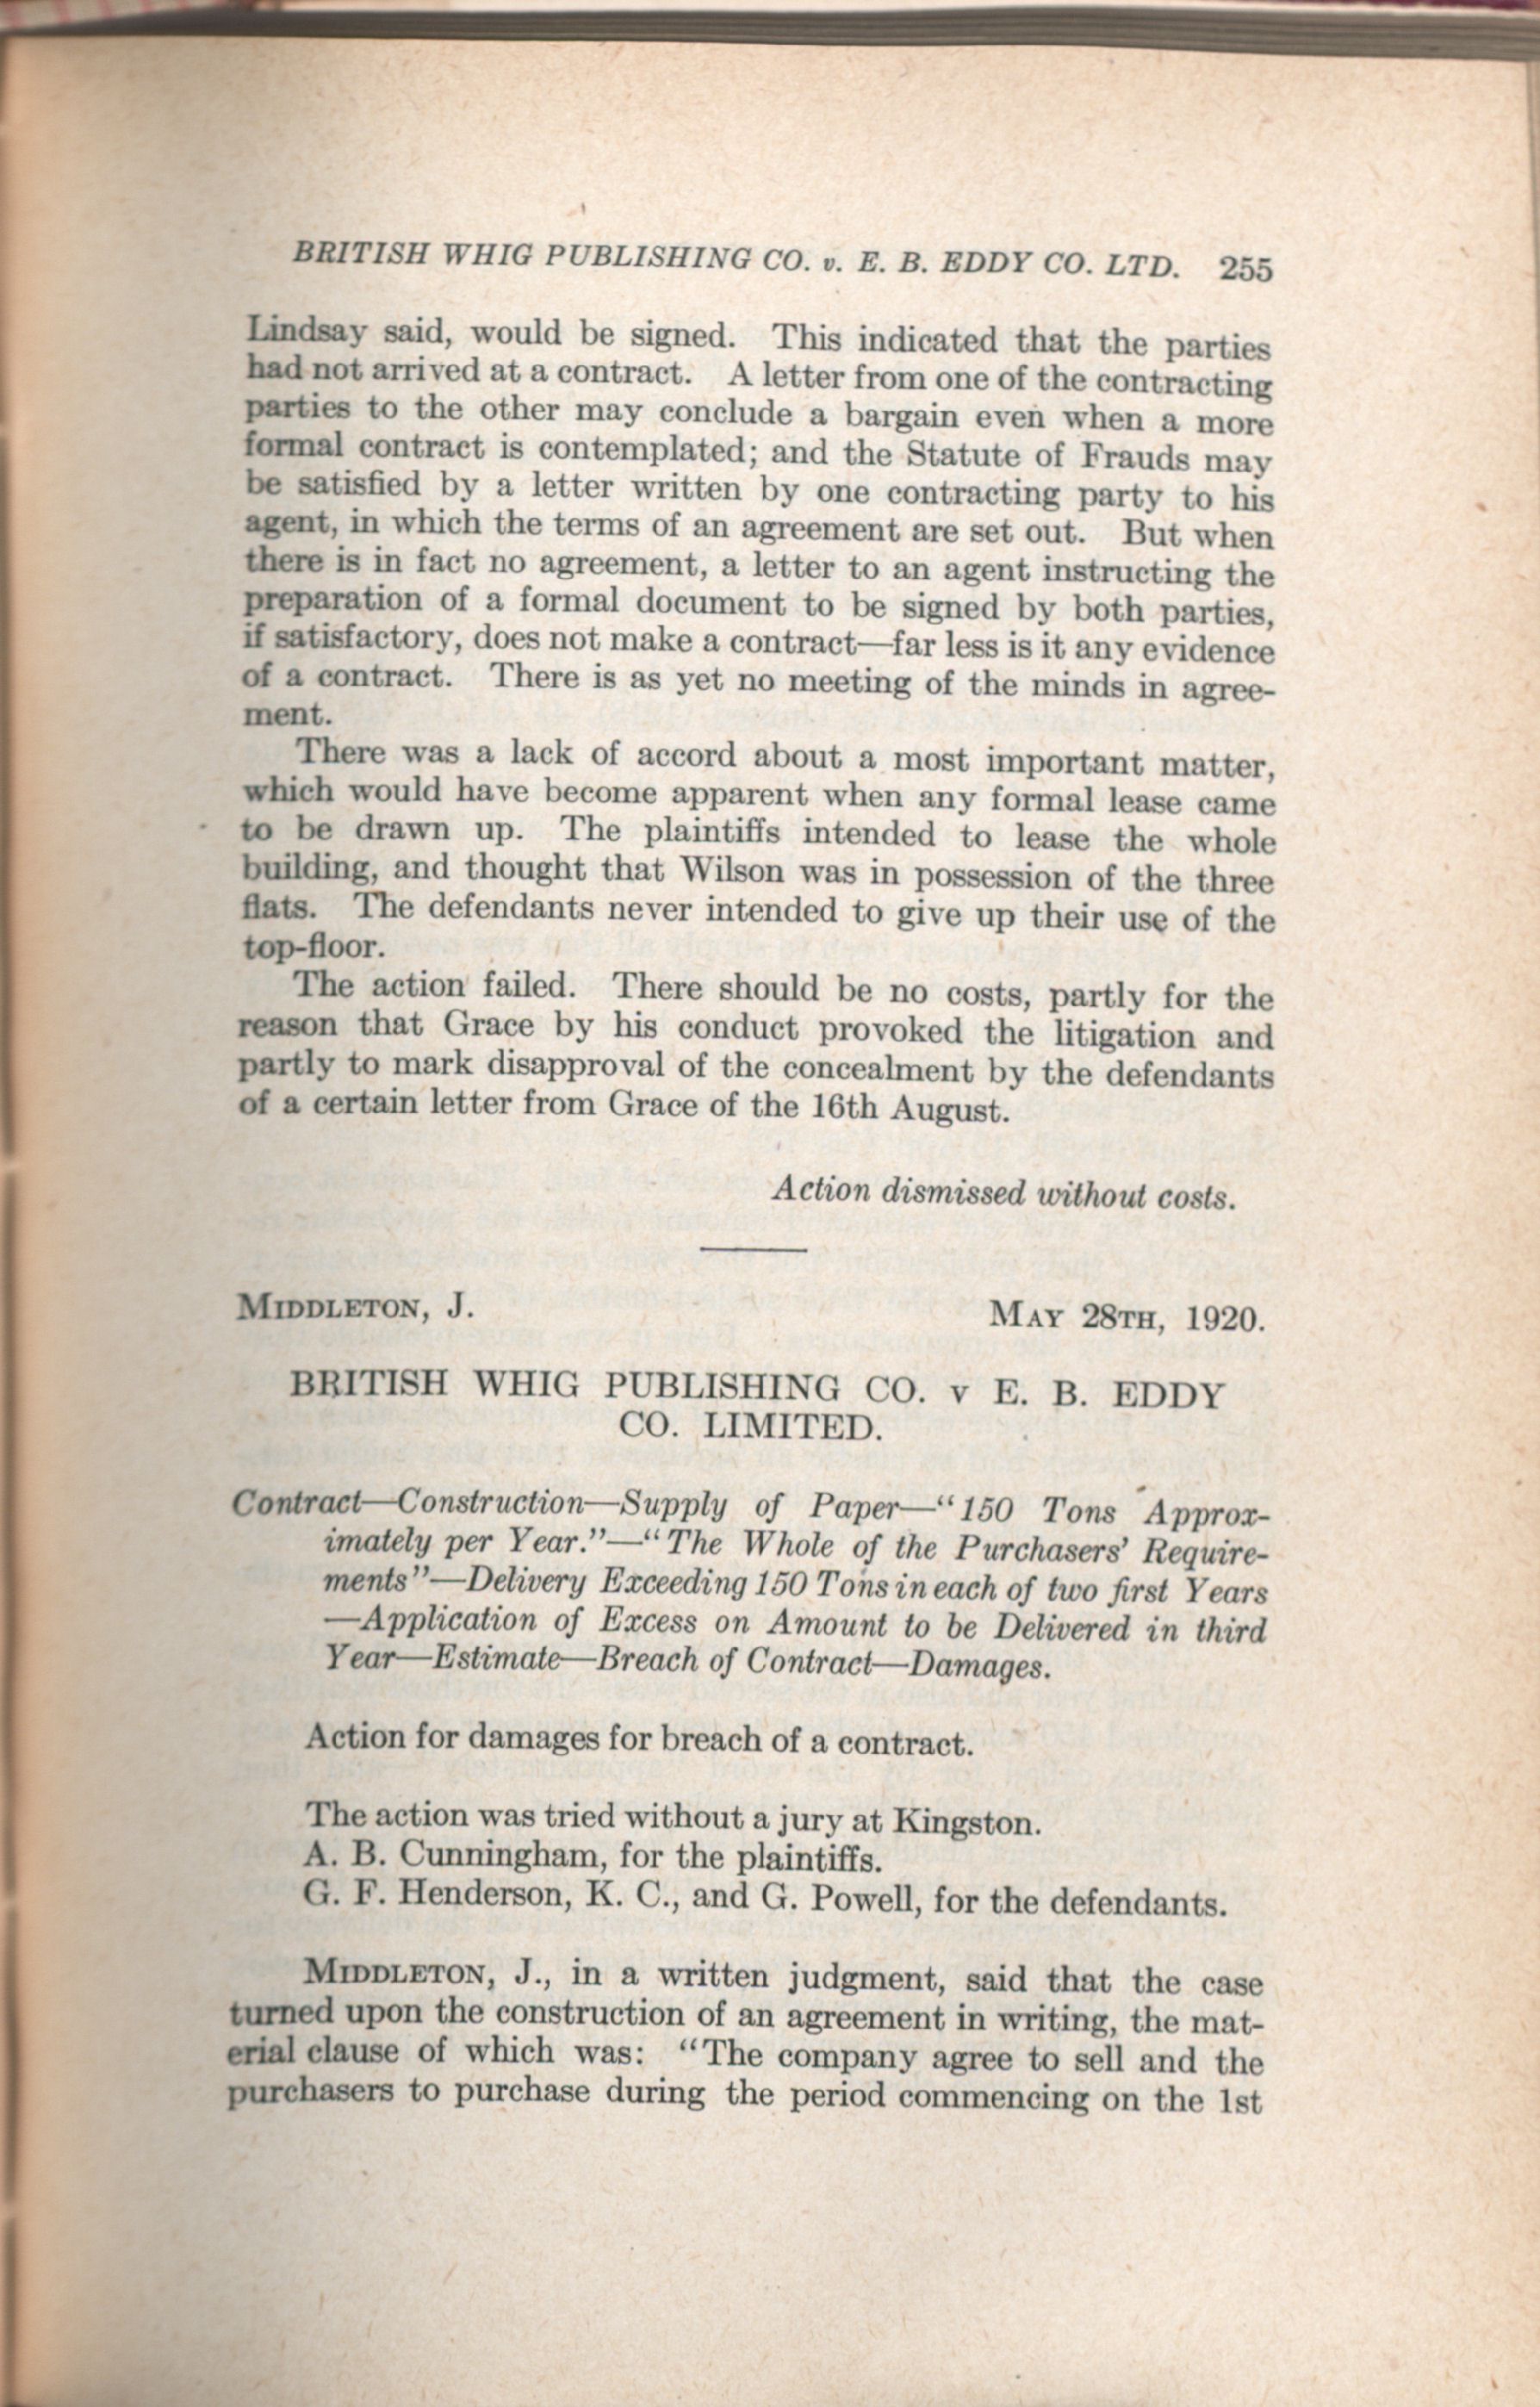 BRITISH WHIG PUBLISHING CO. v. E. B. EDDY CO. LTD. 255
Lindsay said, would be signed. This indicated that the parties
had not arrived at a contract. A letter from one of the contracting
parties to the other may conclude a bargain even when a more
formal contract is contemplated; and the Statute of Frauds may
be satisfied by a letter written by one contracting party to his
agent, in which the terms of an agreement are set out. But when
there is in fact no agreement, a letter to an agent instructing the
preparation of a formal document to be signed by both parties,
if satisfactory, does not make a contract—far less is it any evidence
of a contract. There is as yet no meeting of the minds in agree-
ment.
There was a lack of accord about a most important matter,
which would have become apparent when any formal lease came
to be drawn up. The plaintiffs intended to lease the whole
building, and thought that Wilson was in possession of the three
flats. The defendants never intended to give up their use of the
top-floor.
The action failed. There should be no costs, partly for the
reason that Grace by his conduct provoked the litigation and
partly to mark disapproval of the concealment by the defendants
of a certain letter from Grace of the 16th August.
Action dismissed without costs.
MIDDLETON, J. MAY 28TH, 1920.
BRITISH WHIG PUBLISHING CO. v E. B. EDDY
CO. LIMITED.
Contract—Construction—Supply of Paper—"150 Tons Approx-
imately per Year."—"The Whole of the Purchasers' Require-
ments"—Delivery Exceeding 150 Tons in each of two first Years
—Application of Excess on Amount to be Delivered in third
Year—Estimate—Breach of Contract—Damages.
Action for damages for breach of a contract.
The action was tried without a jury at Kingston.
A. B. Cunningham, for the plaintiffs.
G. F. Henderson, K. C., and G. Powell, for the defendants.
MIDDLETON, J., in a written judgment, said that the case
turned upon the construction of an agreement in writing, the mat-
erial clause of which was: "The company agree to sell and the
purchasers to purchase during the period commencing on the 1st